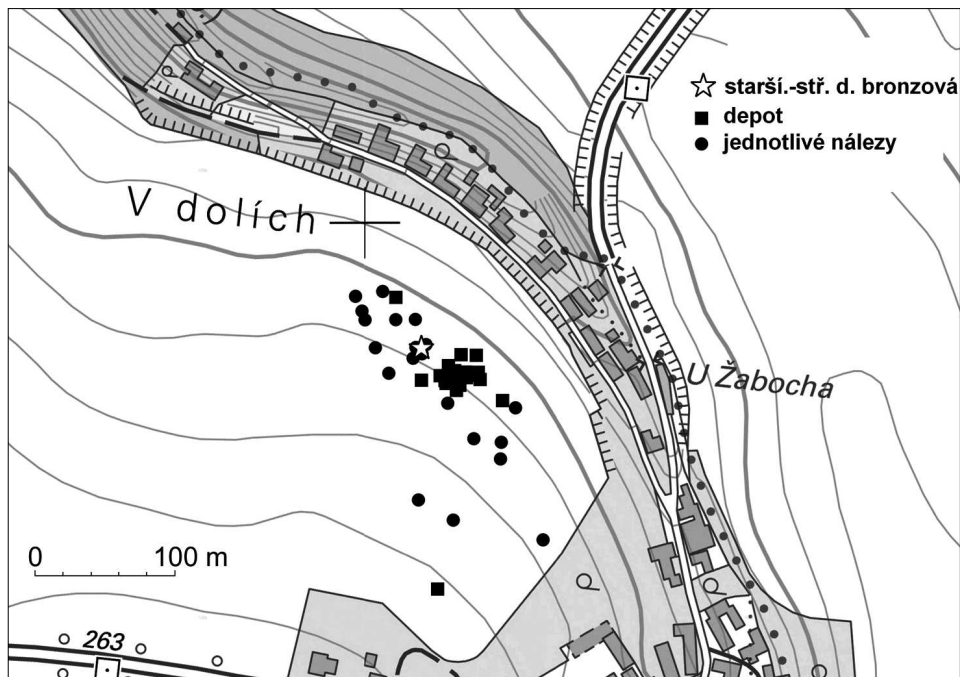 starší.-stř. d. bronzová
depot
jednotlivé nálezy
V dolích
U Žabocha
0 100 m
263